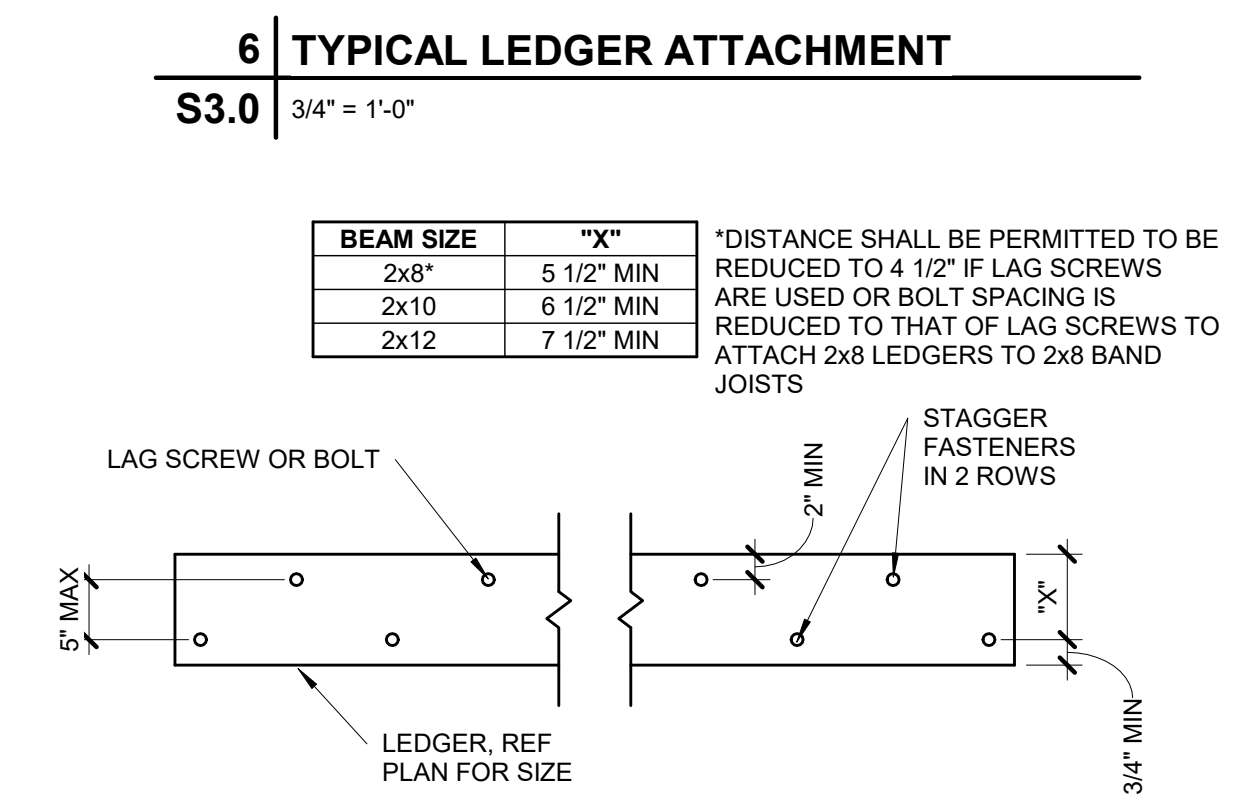 6 TYPICAL LEDGER ATTACHMENT
S3.0 3/4" = 1'-0"
BEAM SIZE "X"
2x8* 5 1/2" MIN
2x10 6 1/2" MIN
2x12 7 1/2" MIN
*DISTANCE SHALL BE PERMITTED TO BE
REDUCED TO 4 1/2" IF LAG SCREWS
ARE USED OR BOLT SPACING IS
REDUCED TO THAT OF LAG SCREWS TO
ATTACH 2x8 LEDGERS TO 2x8 BAND
JOISTS
STAGGER
FASTENERS
IN 2 ROWS
LAG SCREW OR BOLT
2" MIN
5" MAX
"X"
3/4" MIN
LEDGER, REF
PLAN FOR SIZE